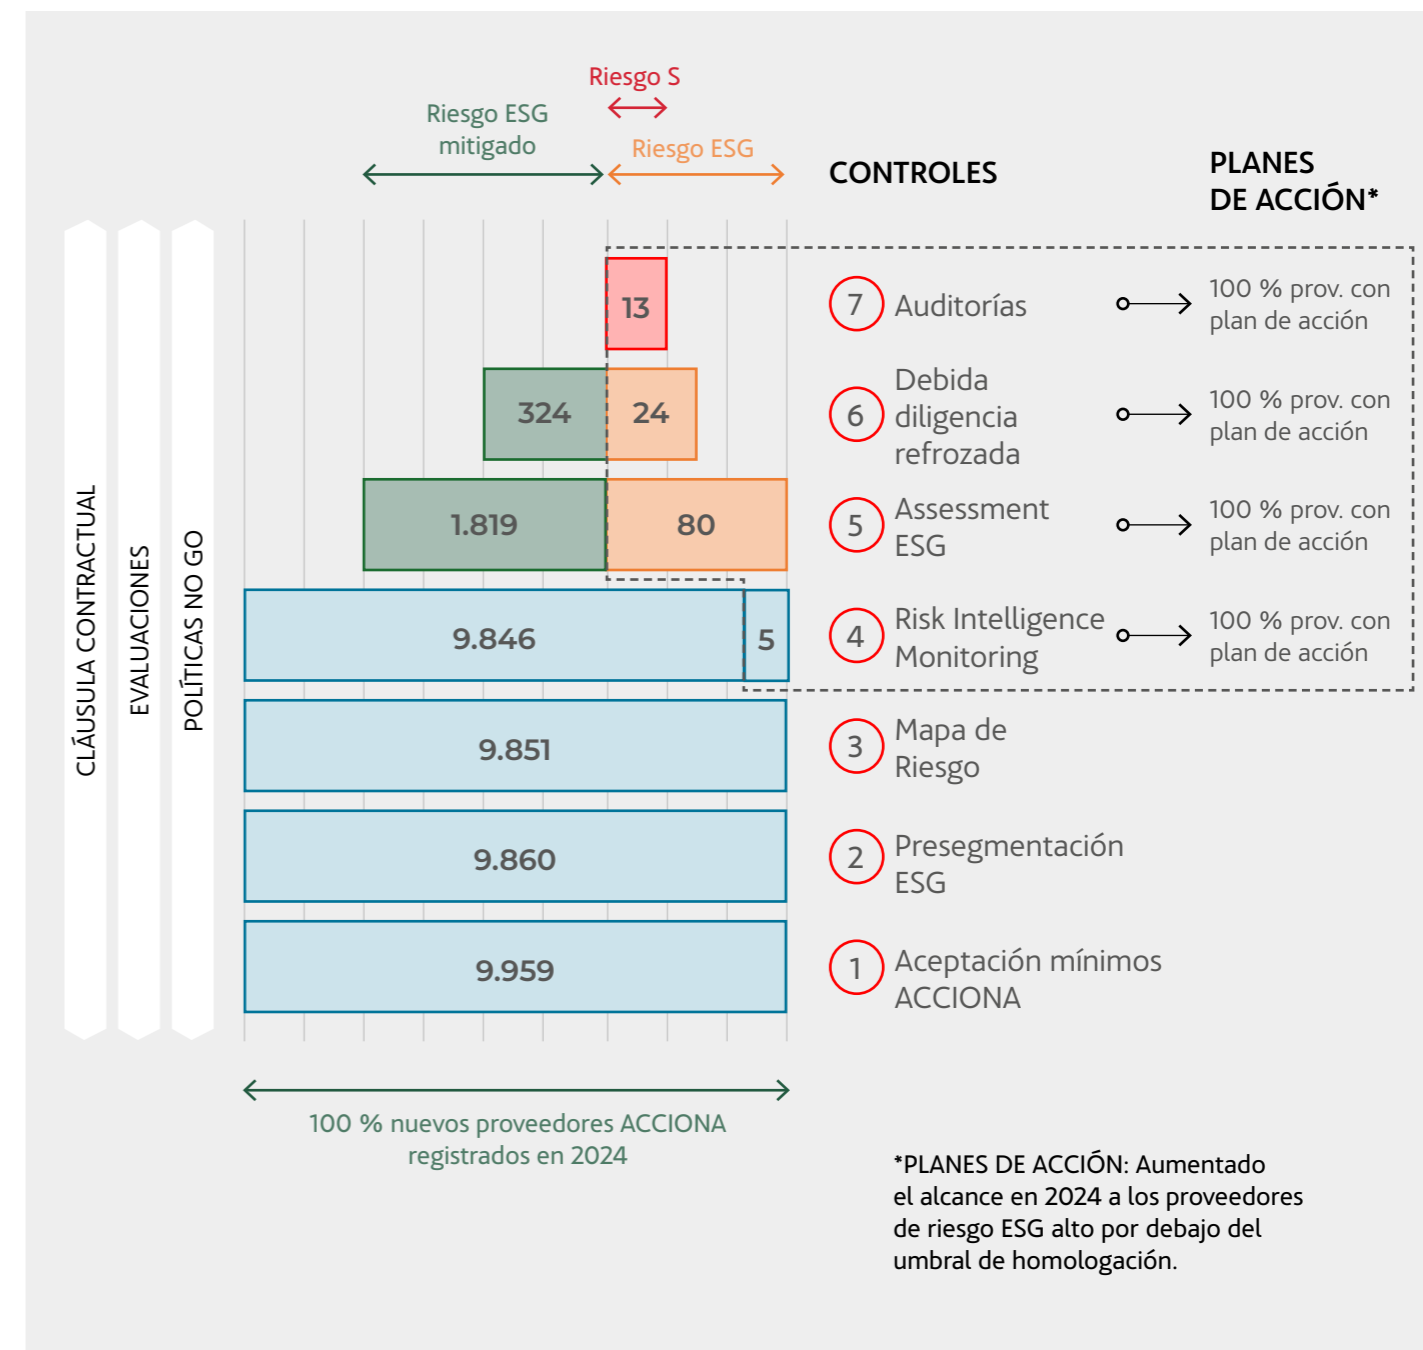 Riesgo S
Riesgo ESG
mitigado
Riesgo ESG
CONTROLES
PLANES
DE ACCIÓN*
CLÁUSULA CONTRACTUAL
EVALUACIONES
POLÍTICAS NO GO
13
7
Auditorías
100 % prov. con
plan de acción
324
24
6
Debida
diligencia
refrozada
100 % prov. con
plan de acción
1.819
80
5
Assessment
ESG
100 % prov. con
plan de acción
9.846
5
4
Risk Intelligence
Monitoring
100 % prov. con
plan de acción
9.851
3
Mapa de
Riesgo
9.860
2
Presegmentación
ESG
9.959
1
Aceptación mínimos
ACCIONA
100 % nuevos proveedores ACCIONA
registrados en 2024
*PLANES DE ACCIÓN: Aumentado
el alcance en 2024 a los proveedores
de riesgo ESG alto por debajo del
umbral de homologación.